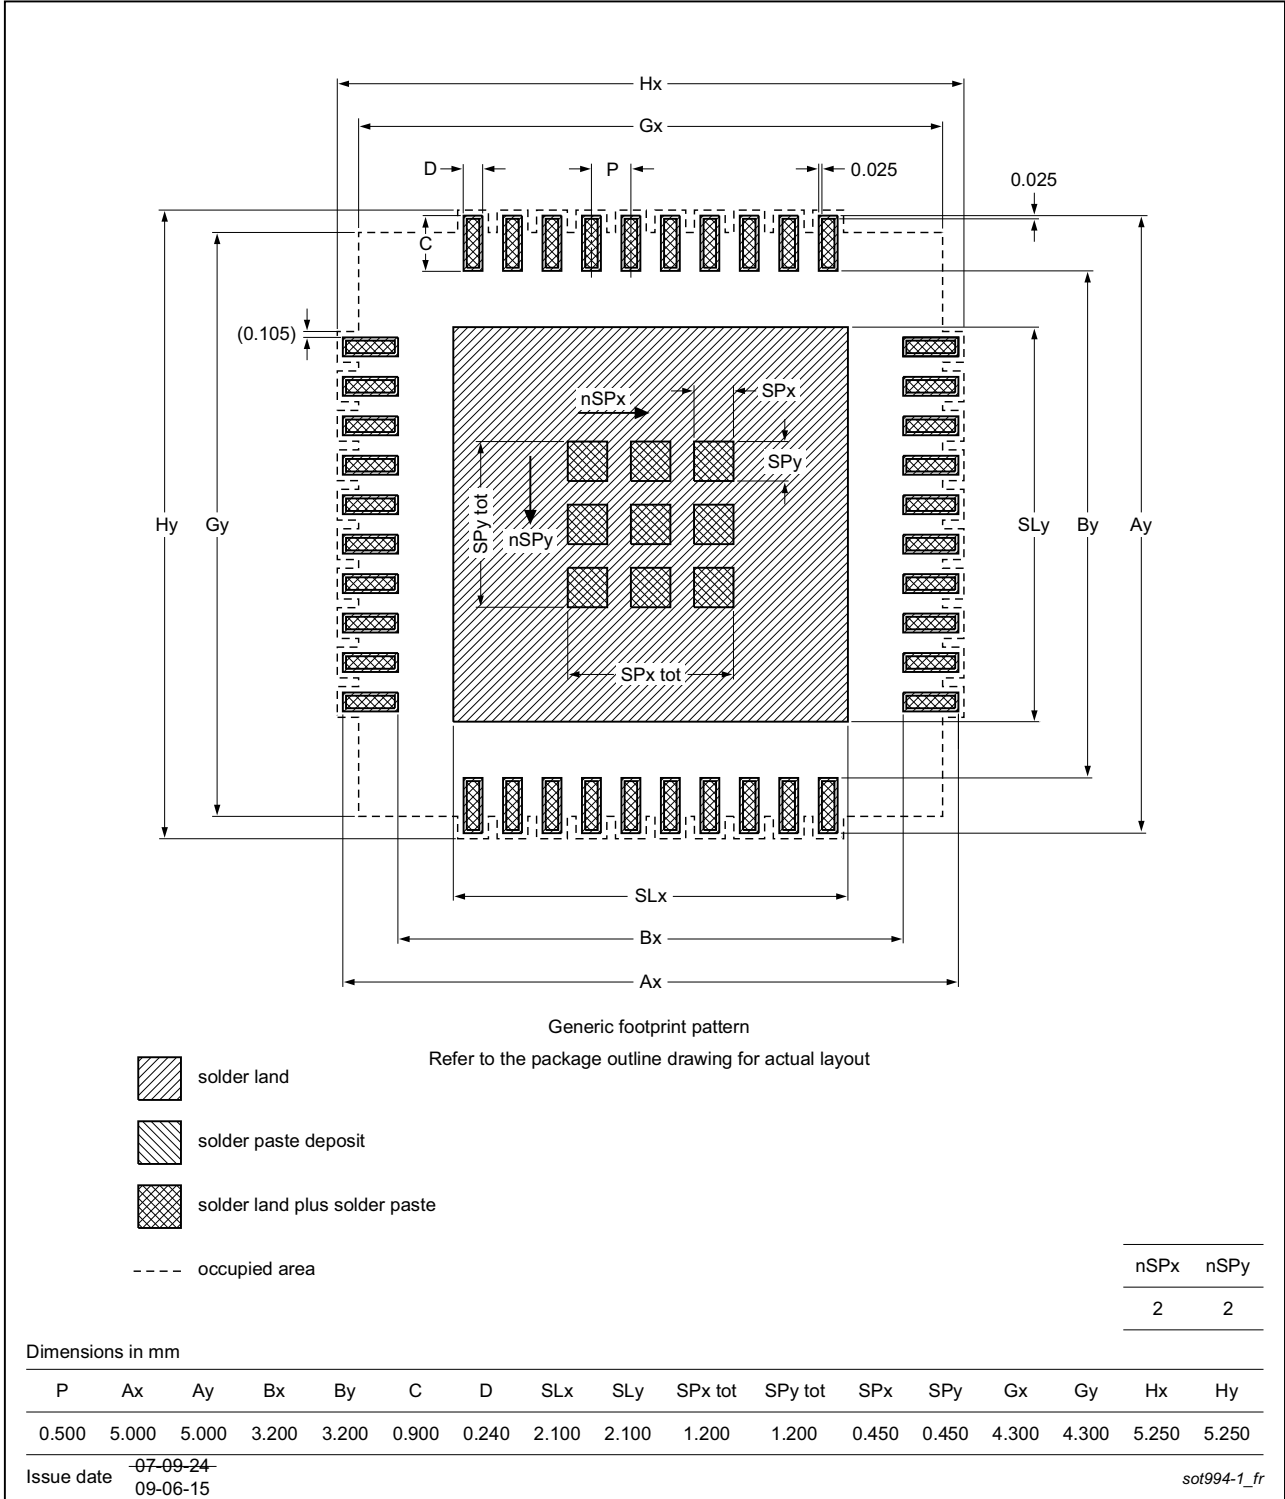 Hx
Gx
D
P
0.025
0.025
C
(0.105)
nSPx
SPx
SPy
SPy tot
nSPy
Hy
Gy
SLy
By
Ay
SPx tot
SLx
Bx
Ax
Generic footprint pattern
Refer to the package outline drawing for actual layout
solder land
solder paste deposit
solder land plus solder paste
occupied area
nSPx nSPy
2 2
Dimensions in mm
P Ax Ay Bx By C D SLx SLy SPx tot SPy tot SPx SPy Gx Gy Hx Hy
0.500 5.000 5.000 3.200 3.200 0.900 0.240 2.100 2.100 1.200 1.200 0.450 0.450 4.300 4.300 5.250 5.250
Issue date 07-09-24
09-06-15
sot994-1_fr